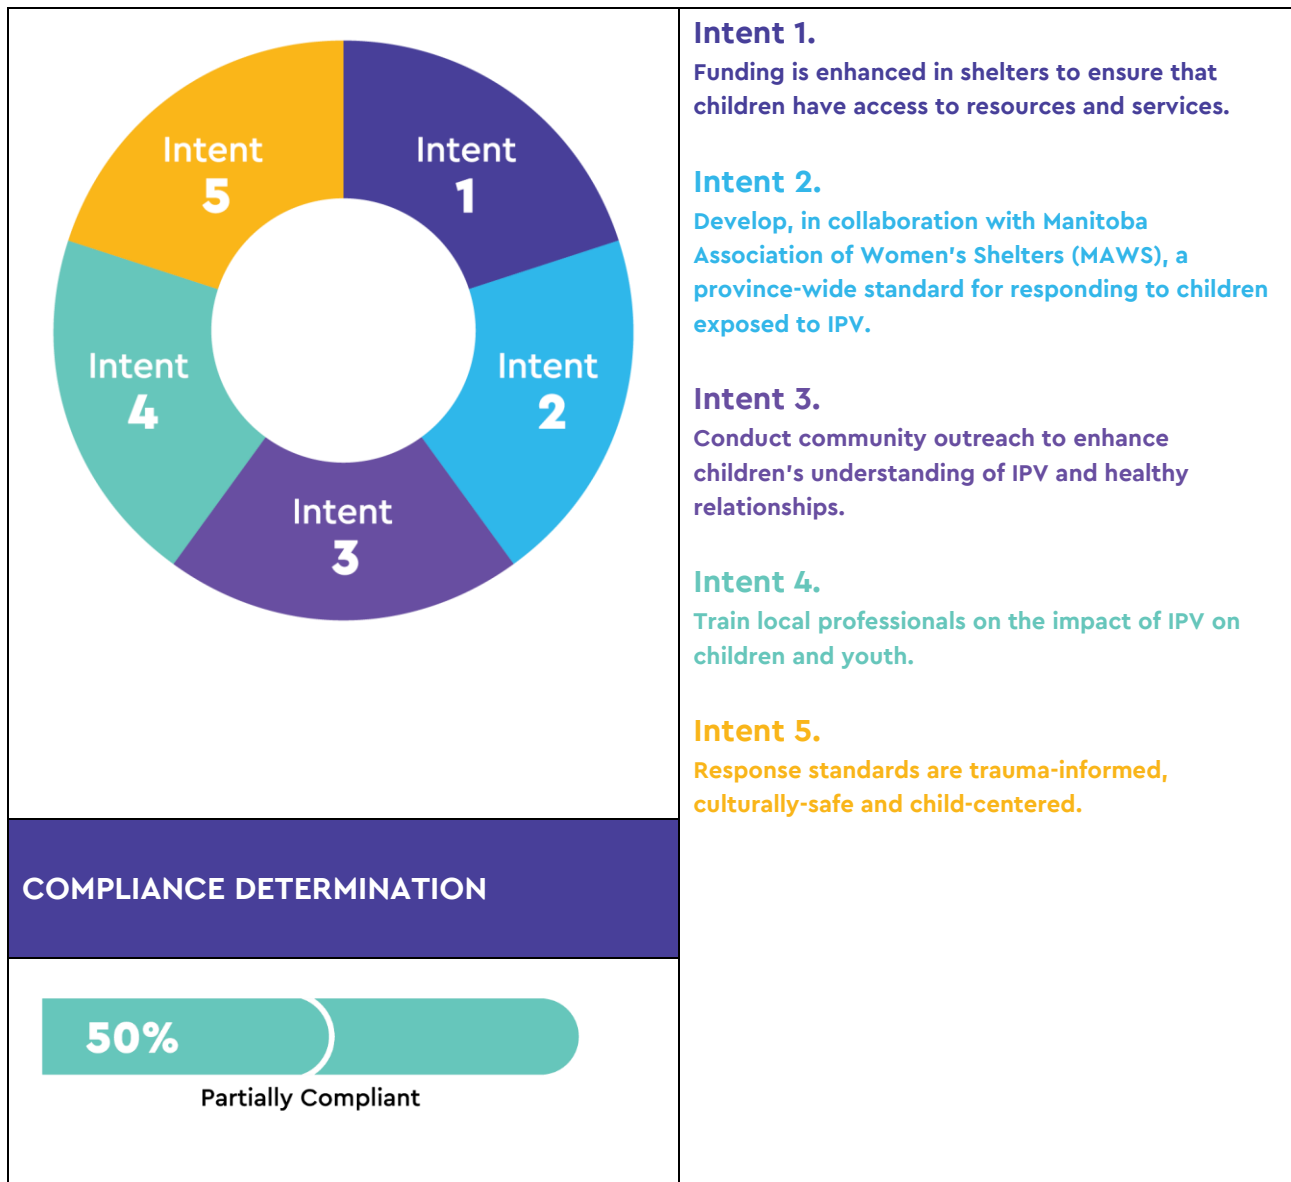 Intent
1
Intent
2
Intent
3
Intent
4
Intent
5
COMPLIANCE DETERMINATION
50%
Partially Compliant
Intent 1.
Funding is enhanced in shelters to ensure that
children have access to resources and services.
Intent 2.
Develop, in collaboration with Manitoba
Association of Women's Shelters (MAWS), a
province-wide standard for responding to children
exposed to IPV.
Intent 3.
Conduct community outreach to enhance
children's understanding of IPV and healthy
relationships.
Intent 4.
Train local professionals on the impact of IPV on
children and youth.
Intent 5.
Response standards are trauma-informed,
culturally-safe and child-centered.